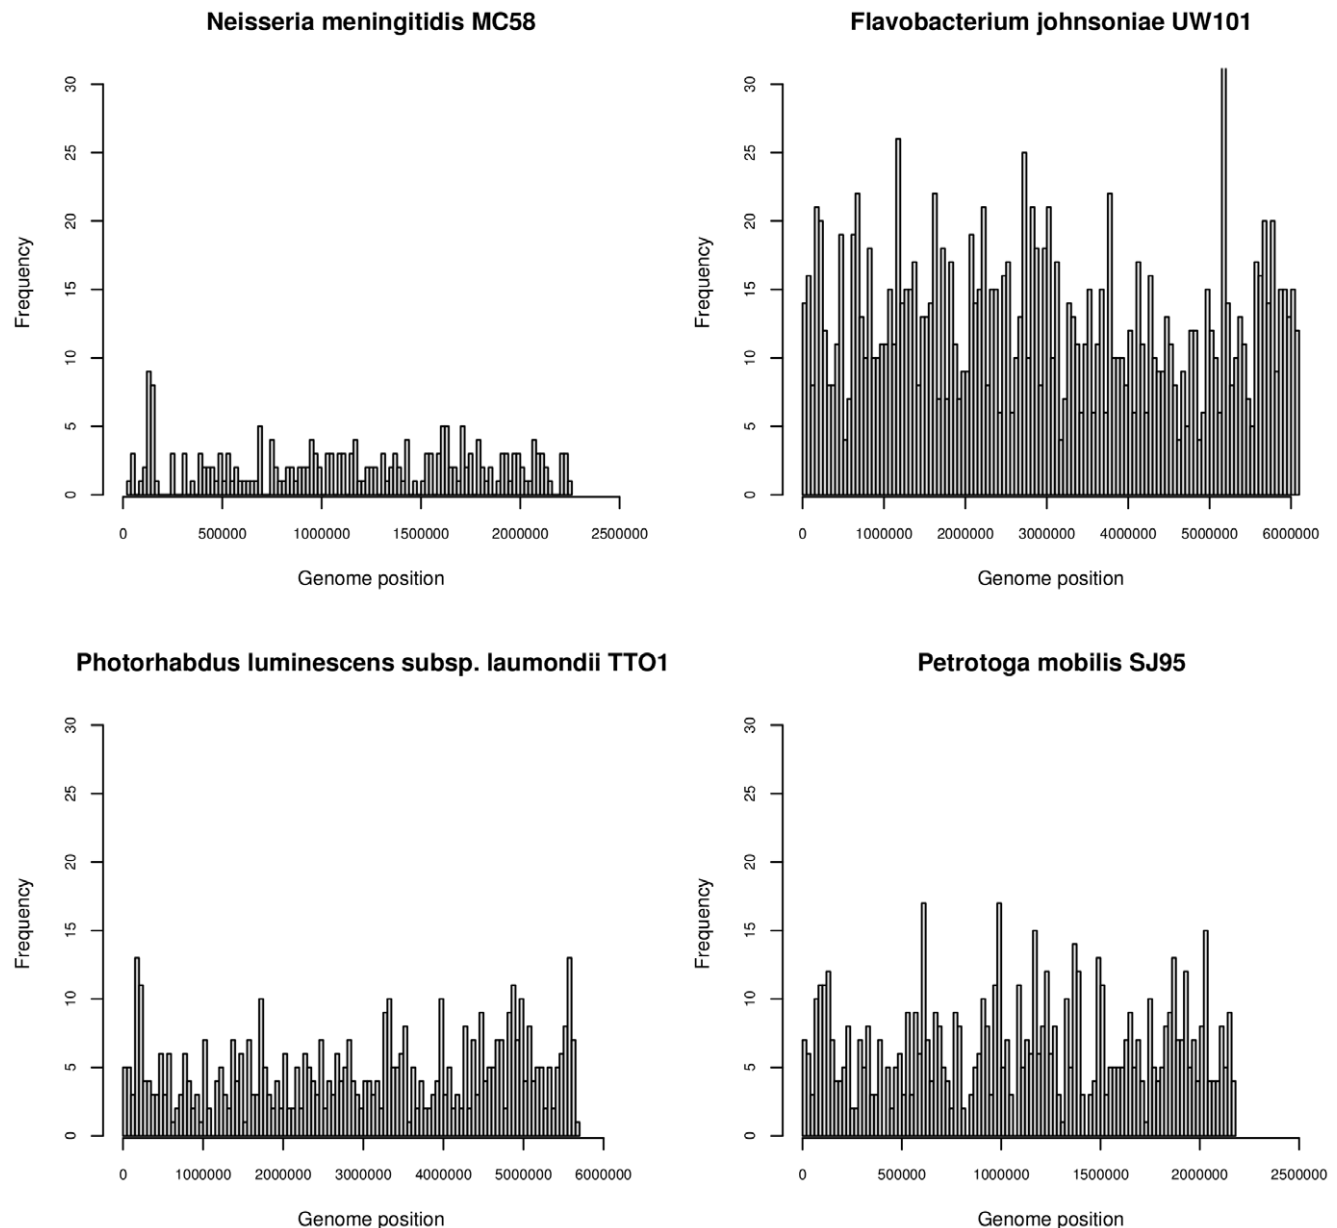 Neisseria meningitidis MC58
30
25
20
15
10
5
0
Frequency
0 500000 1000000 1500000 2000000 2500000
Genome position
Flavobacterium johnsoniae UW101
30
25
20
15
10
5
0
Frequency
0 1000000 2000000 3000000 4000000 5000000 6000000
Genome position
Photorhabdus luminescens subsp. laumondii TTO1
30
25
20
15
10
5
0
Frequency
0 1000000 2000000 3000000 4000000 5000000 6000000
Genome position
Petrotoga mobilis SJ95
30
25
20
15
10
5
0
Frequency
0 500000 1000000 1500000 2000000 2500000
Genome position